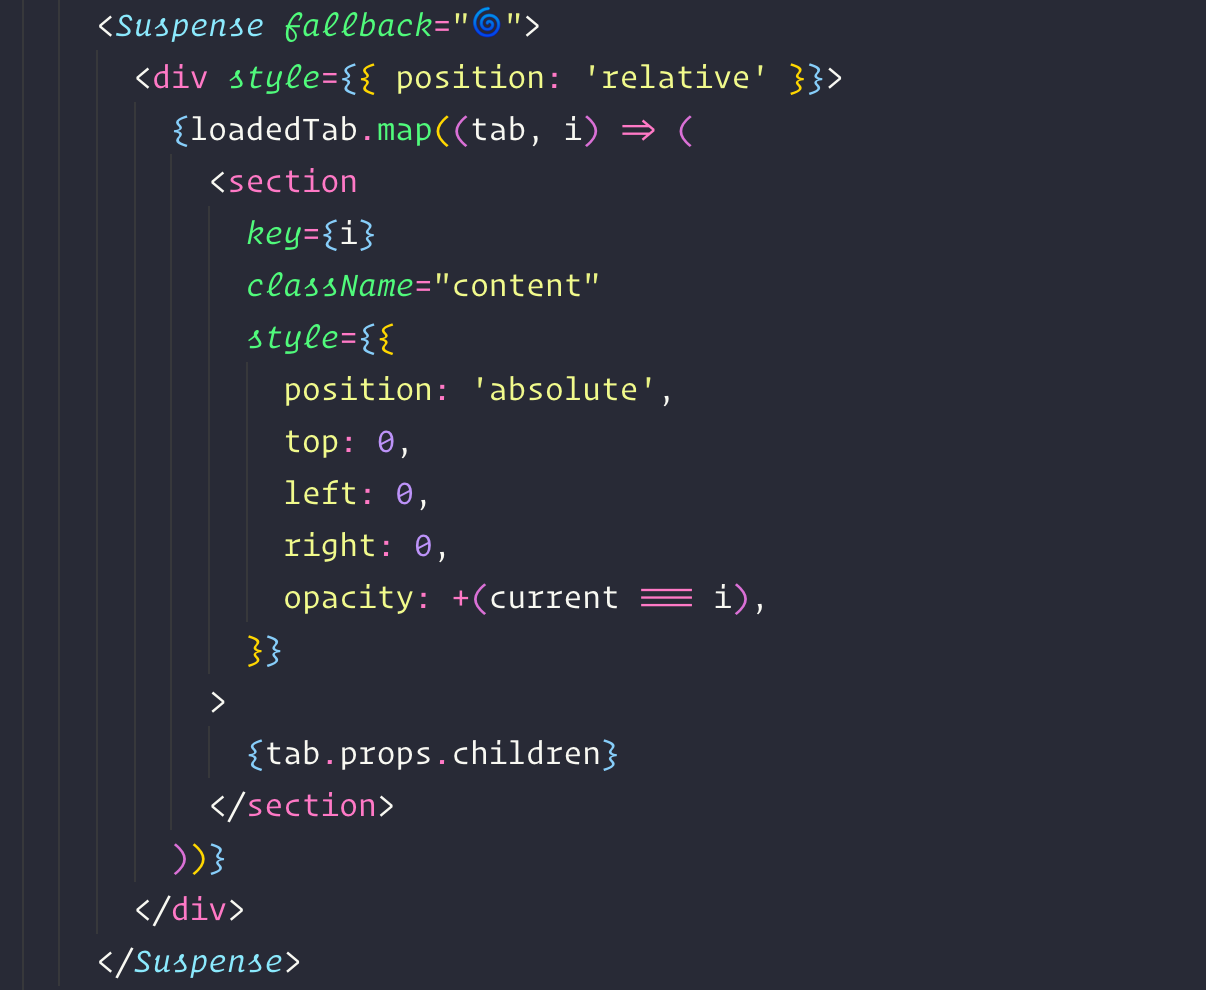 <Suspense fallback="🌀">
<div style={{ position: 'relative' }}>
{loadedTab.map((tab, i) => (
<section
key={i}
className="content"
style={{
position: 'absolute',
top: 0,
left: 0,
right: 0,
opacity: +(current === i),
}}
>
{tab.props.children}
</section>
))}
</div>
</Suspense>